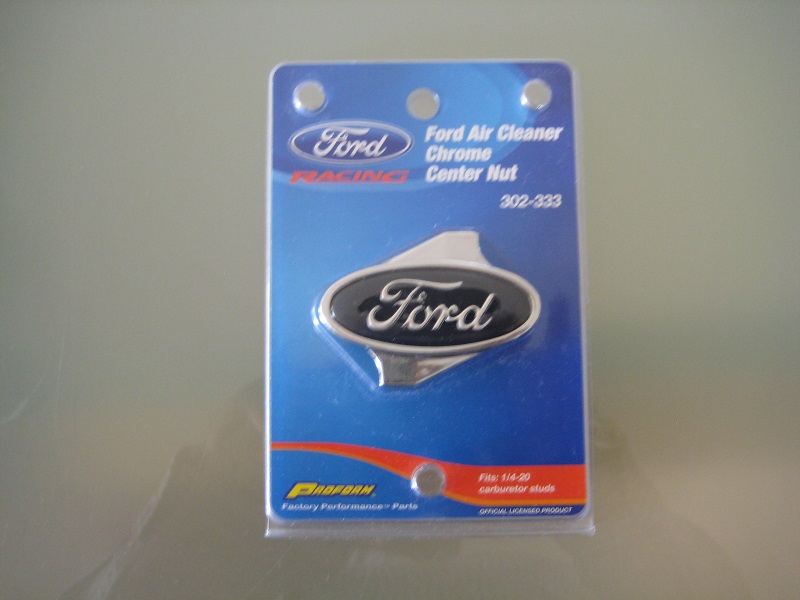 Ford
RACING
Ford Air Cleaner
Chrome
Center Nut
302-333
Ford
PROFORM
Factory Performance™ Parts
Fits: 1/4-20
carburetor studs
OFFICIAL LICENSED PRODUCT